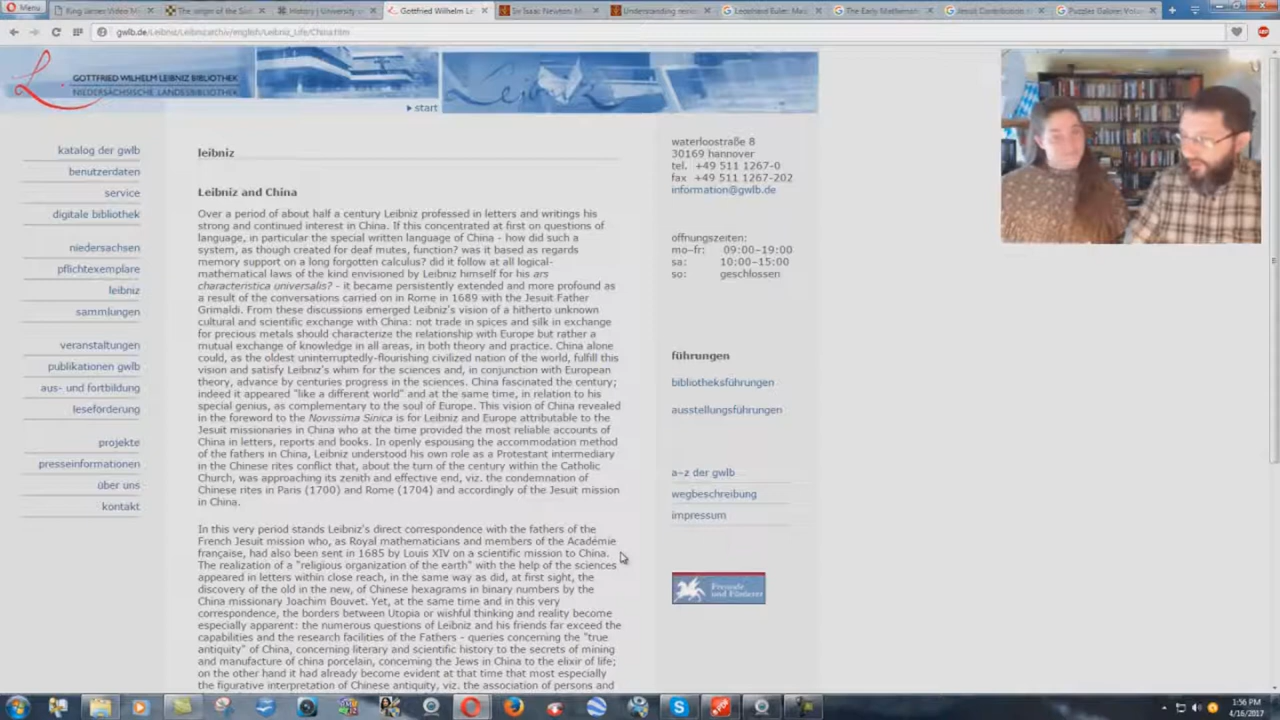 Menu
King James Video M
The origin of the Su
History | University
Gottfried Wilhelm Le
Sir Isaac Newton
Understanding
Leonhard Euler
The Early Mathema
Jesuit Contributions
Puzzles Galore:
gwlb.de/Leibniz/Leibnizarchiv/english/Leibniz_Life/China.htm
GOTTFRIED WILHELM LEIBNIZ BIBLIOTHEK
NIEDERSÄCHSISCHE LANDESBIBLIOTHEK
start
katalog der gwlb
benutzerdaten
service
digitale bibliothek
niedersachsen
pflichtexemplare
leibniz
sammlungen
veranstaltungen
publikationen gwlb
aus- und fortbildung
leseförderung
projekte
presseinformationen
über uns
kontakt
leibniz
Leibniz and China
Over a period of about half a century Leibniz professed in letters and writings his
strong and continued interest in China. If this concentrated at first on questions of
language, in particular the special written language of China - how did such a
system, as though created for deaf mutes, function? was it based as regards
memory support on a long forgotten calculus? did it follow at all logical-
mathematical laws of the kind envisioned by Leibniz himself for his ars
characteristica universalis? - it became persistently extended and more profound as
a result of the conversations carried on in Rome in 1689 with the Jesuit Father
Grimaldi. From these discussions emerged Leibniz's vision of a hitherto unknown
cultural and scientific exchange with China: not trade in spices and silk in exchange
for precious metals should characterize the relationship with Europe but rather a
mutual exchange of knowledge in all areas, in both theory and practice. China alone
could, as the oldest uninterruptedly-flourishing civilized nation of the world, fulfill this
vision and satisfy Leibniz's whim for the sciences and, in conjunction with European
theory, advance by centuries progress in the sciences. China fascinated the century;
indeed it appeared "like a different world" and at the same time, in relation to his
special genius, as complementary to the soul of Europe. This vision of China revealed
in the foreword to the Novissima Sinica is for Leibniz and Europe attributable to the
Jesuit missionaries in China who at the time provided the most reliable accounts of
China in letters, reports and books. In openly espousing the accommodation method
of the fathers in China, Leibniz understood his own role as a Protestant intermediary
in the Chinese rites conflict that, about the turn of the century within the Catholic
Church, was approaching its zenith and effective end, viz. the condemnation of
Chinese rites in Paris (1700) and Rome (1704) and accordingly of the Jesuit mission
in China.
In this very period stands Leibniz's direct correspondence with the fathers of the
French Jesuit mission who, as Royal mathematicians and members of the Académie
française, had also been sent in 1685 by Louis XIV on a scientific mission to China.
The realization of a "religious organization of the earth" with the help of the sciences
appeared in letters within close reach, in the same way as did, at first sight, the
discovery of the old in the new, of Chinese hexagrams in binary numbers by the
China missionary Joachim Bouvet. Yet, at the same time and in this very
correspondence, the borders between Utopia or wishful thinking and reality become
especially apparent: the numerous questions of Leibniz and his friends far exceed the
capabilities and the research facilities of the Fathers - queries concerning the "true
antiquity" of China, concerning literary and scientific history to the secrets of mining
and manufacture of china porcelain, concerning the Jews in China to the elixir of life;
on the other hand it had already become evident at that time that most especially
the figurative interpretation of Chinese antiquity, viz. the association of persons and
waterloostraße 8
30169 hannover
tel. +49 511 1267-0
fax +49 511 1267-202
information@gwlb.de
öffnungszeiten:
mo-fr: 09:00-19:00
sa: 10:00-15:00
so: geschlossen
führungen
bibliotheksführungen
ausstellungsführungen
a-z der gwlb
wegbeschreibung
impressum
Freunde
und Förderer
1:56 PM
4/16/2017